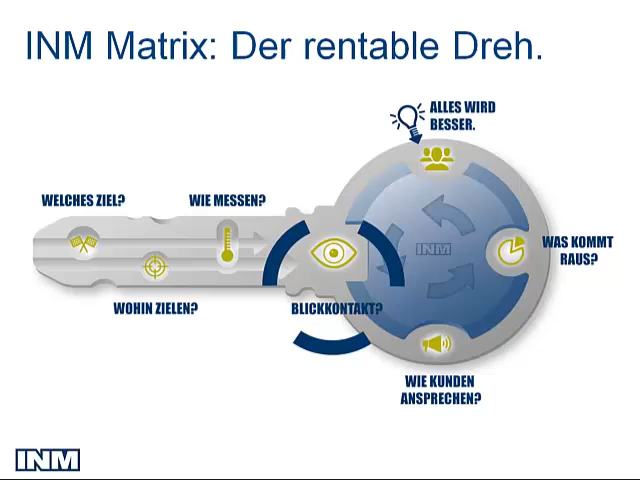 INM Matrix: Der rentable Dreh.
ALLES WIRD
BESSER.
WELCHES ZIEL?
WIE MESSEN?
INM
WAS KOMMT
RAUS?
WOHIN ZIELEN?
BLICKKONTAKT?
WIE KUNDEN
ANSPRECHEN?
INM